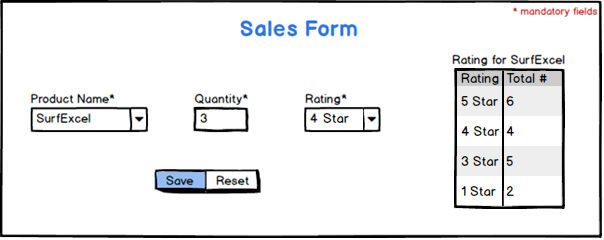 * mandatory fields
Sales Form
Rating for SurfExcel
Rating Total #
5 Star 6
4 Star 4
3 Star 5
1 Star 2
Product Name* Quantity* Rating*
SurfExcel 3 4 Star
Save Reset